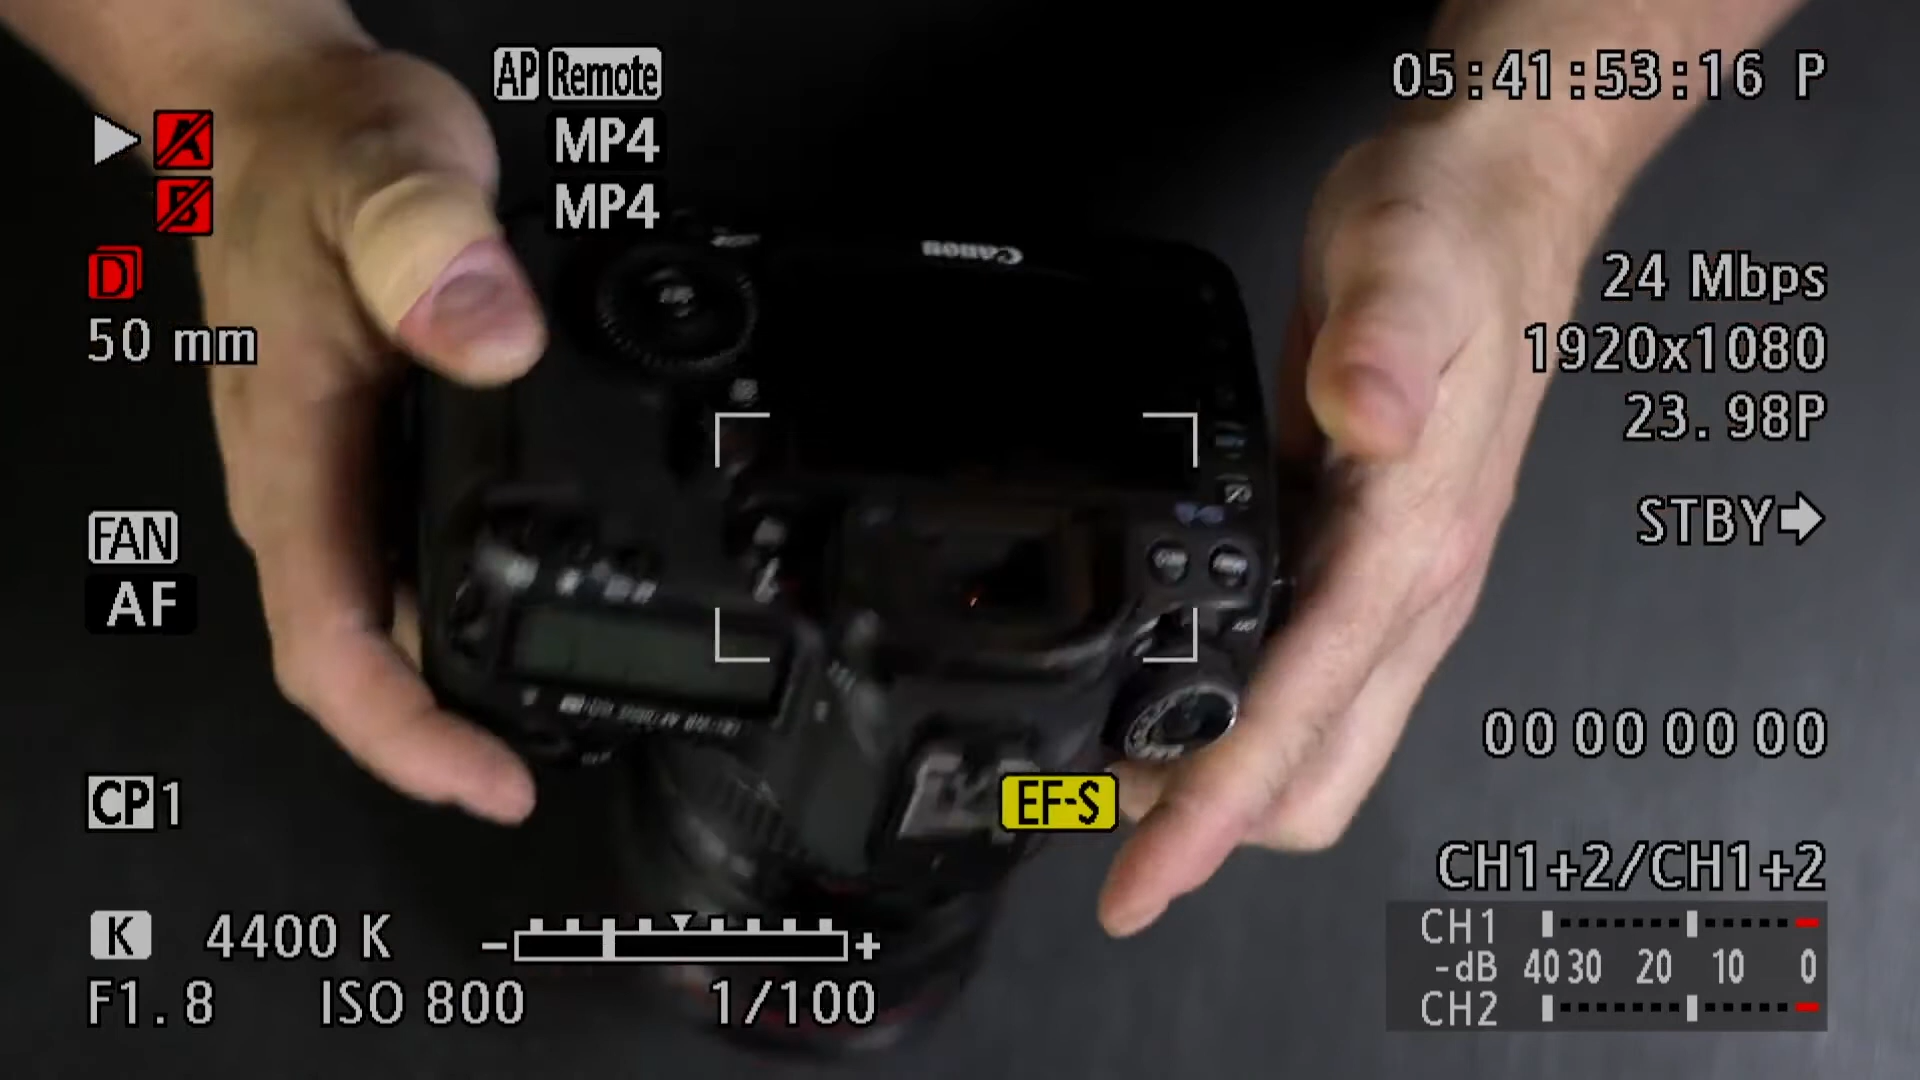 AP Remote
05:41:53:16 P
A
MP4
B
MP4
D
24 Mbps
50 mm
1920x1080
23.98P
Canon
FAN
STBY
AF
00 00 00 00
CP 1
EF-S
CH1+2/CH1+2
K 4400 K
- +
CH1
-dB 40 30 20 10 0
CH2
F1.8 ISO 800 1/100